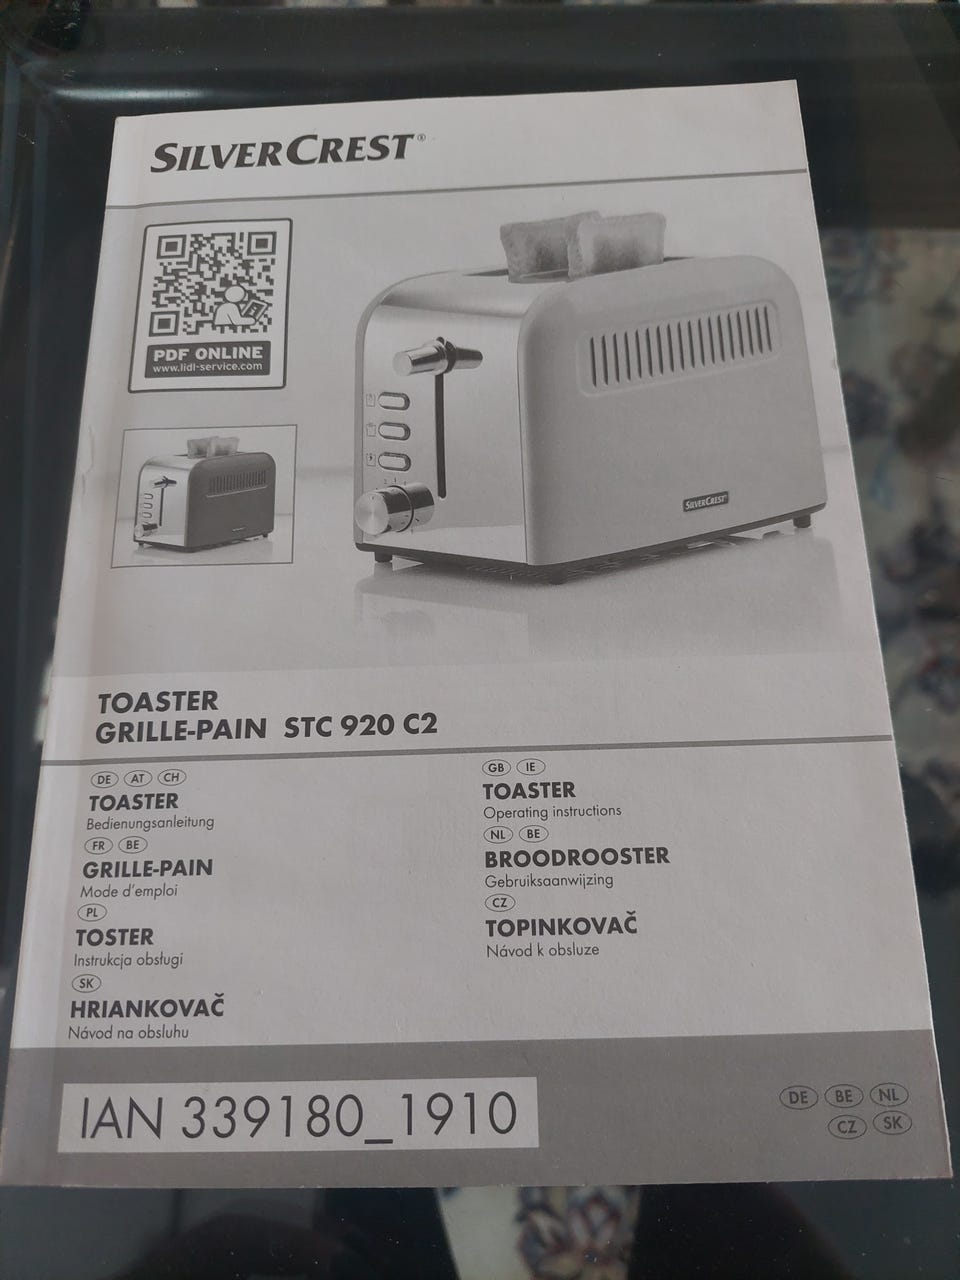 SILVERCREST®
PDF ONLINE
www.lidl-service.com
SILVERCREST®
TOASTER
GRILLE-PAIN STC 920 C2
DE AT CH
TOASTER
Bedienungsanleitung
FR BE
GRILLE-PAIN
Mode d'emploi
PL
TOSTER
Instrukcja obsługi
SK
HRIANKOVAČ
Návod na obsluhu
GB IE
TOASTER
Operating instructions
NL BE
BROODROOSTER
Gebruiksaanwijzing
CZ
TOPINKOVAČ
Návod k obsluze
IAN 339180_1910
DE BE NL
CZ SK